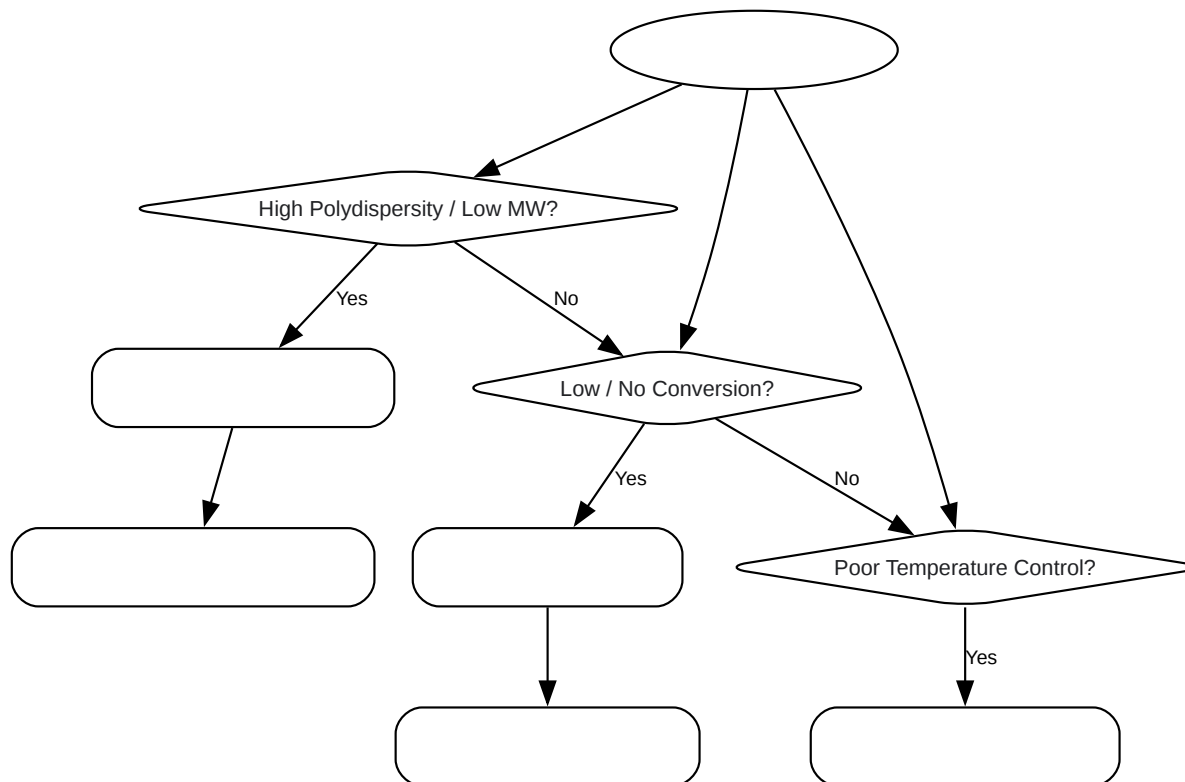 High Polydispersity / Low MW?
Yes
No
Low / No Conversion?
Yes
No
Poor Temperature Control?
Yes